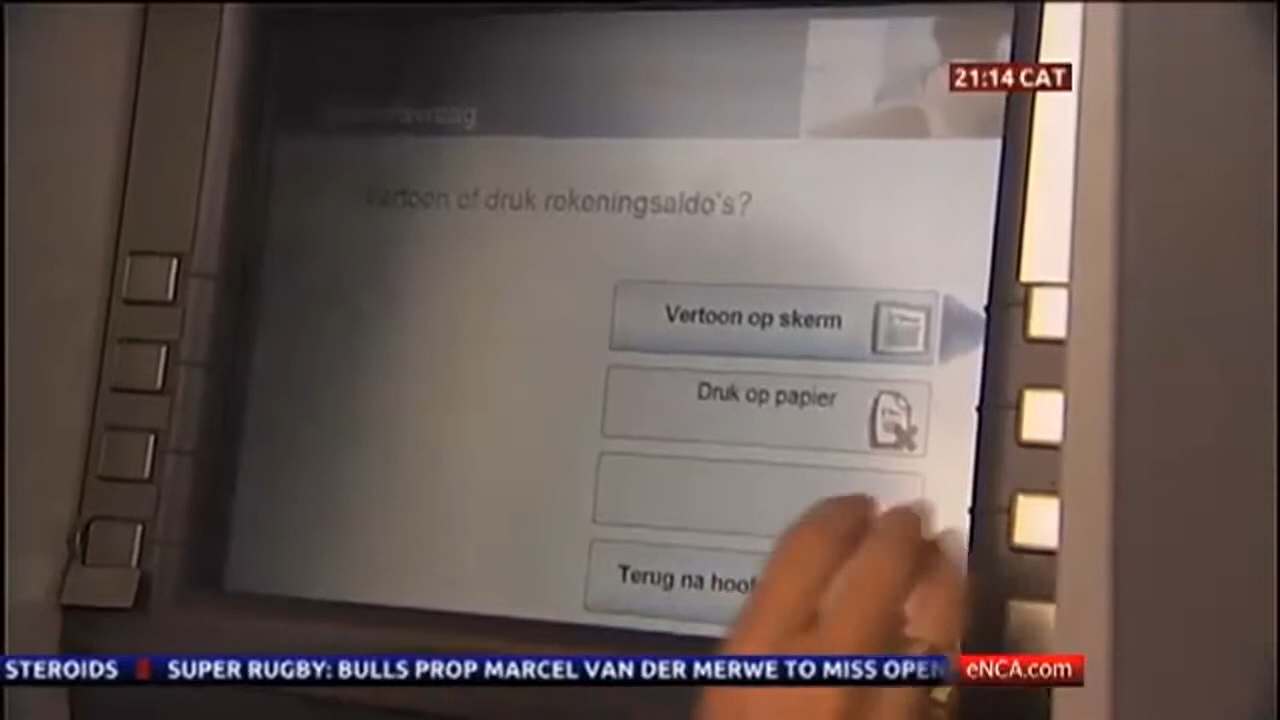 21:14 CAT
Vertoon of druk rekeningsaldo's?
Vertoon op skerm
Druk op papier
Terug na
STEROIDS SUPER RUGBY: BULLS PROP MARCEL VAN DER MERWE TO MISS OPEN
eNCA.com